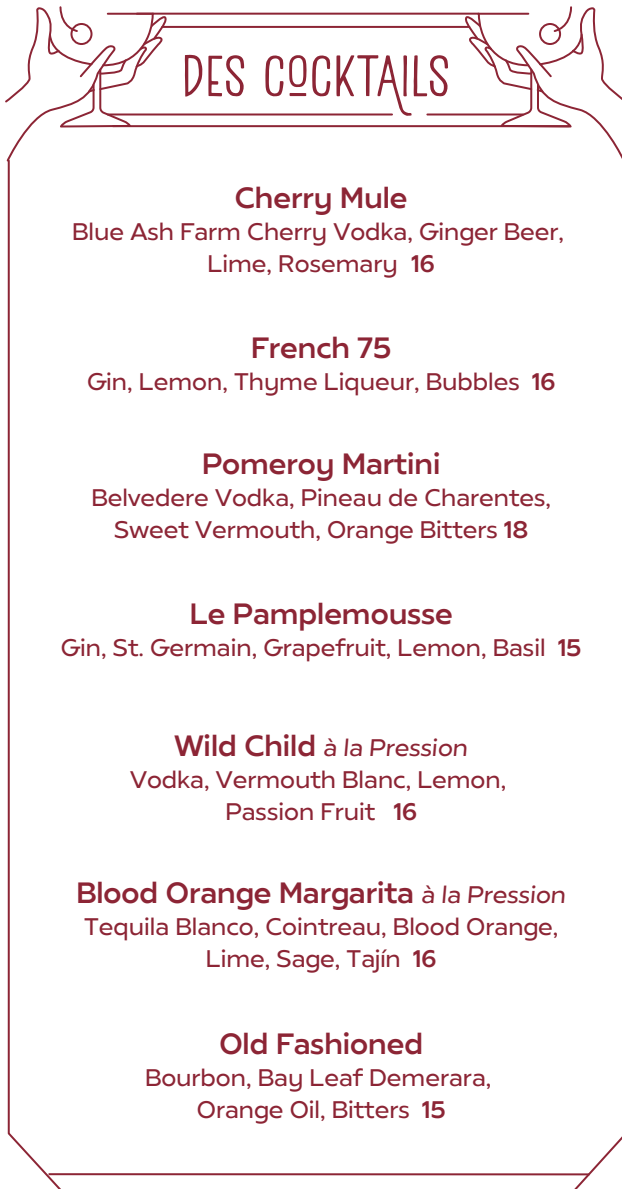 DES COCKTAILS
Cherry Mule
Blue Ash Farm Cherry Vodka, Ginger Beer,
Lime, Rosemary 16
French 75
Gin, Lemon, Thyme Liqueur, Bubbles 16
Pomeroy Martini
Belvedere Vodka, Pineau de Charentes,
Sweet Vermouth, Orange Bitters 18
Le Pamplemousse
Gin, St. Germain, Grapefruit, Lemon, Basil 15
Wild Child à la Pression
Vodka, Vermouth Blanc, Lemon,
Passion Fruit 16
Blood Orange Margarita à la Pression
Tequila Blanco, Cointreau, Blood Orange,
Lime, Sage, Tajín 16
Old Fashioned
Bourbon, Bay Leaf Demerara,
Orange Oil, Bitters 15